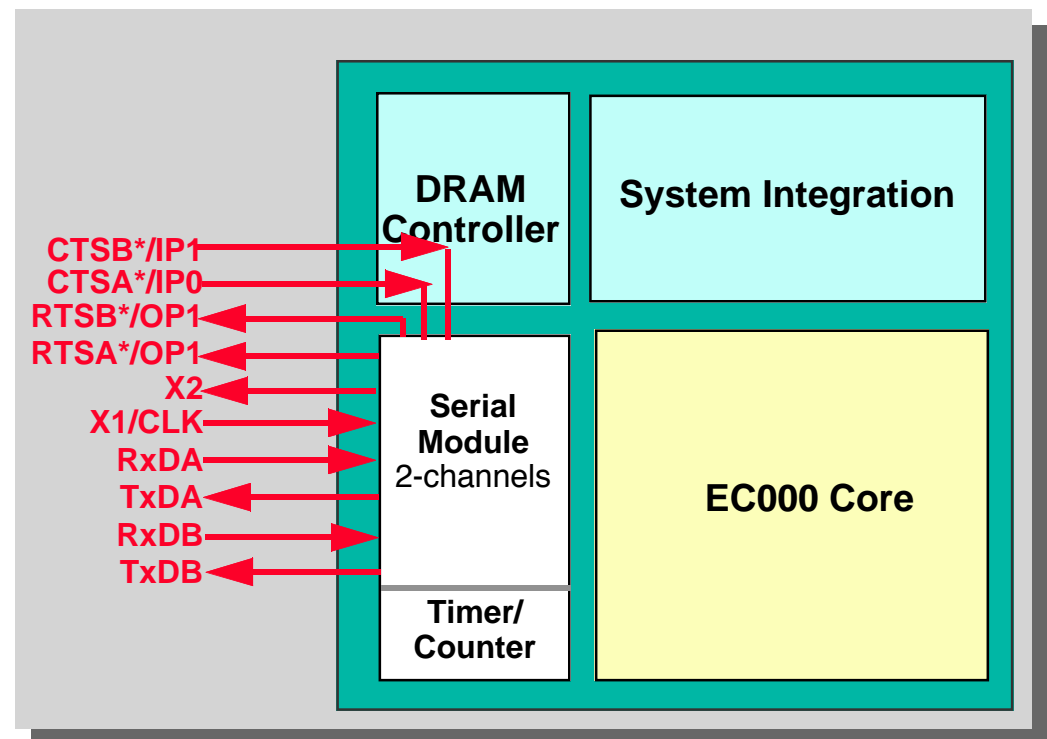 DRAM
Controller
System Integration
CTSB*/IP1
CTSA*/IP0
RTSB*/OP1
RTSA*/OP1
X2
X1/CLK
RxDA
TxDA
RxDB
TxDB
Serial
Module
2-channels
EC000 Core
Timer/
Counter